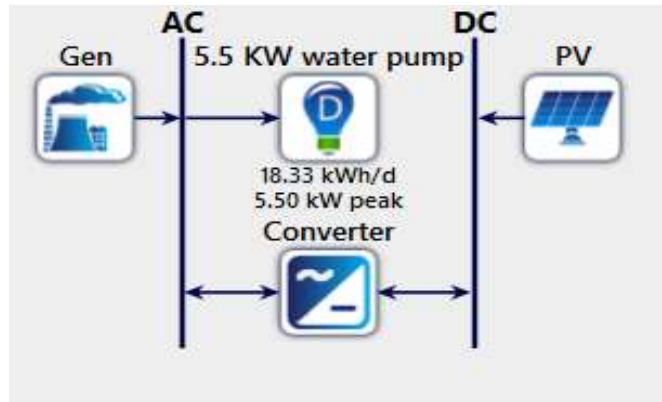 AC
DC
Gen
5.5 KW water pump
PV
D
18.33 kWh/d
5.50 kW peak
Converter